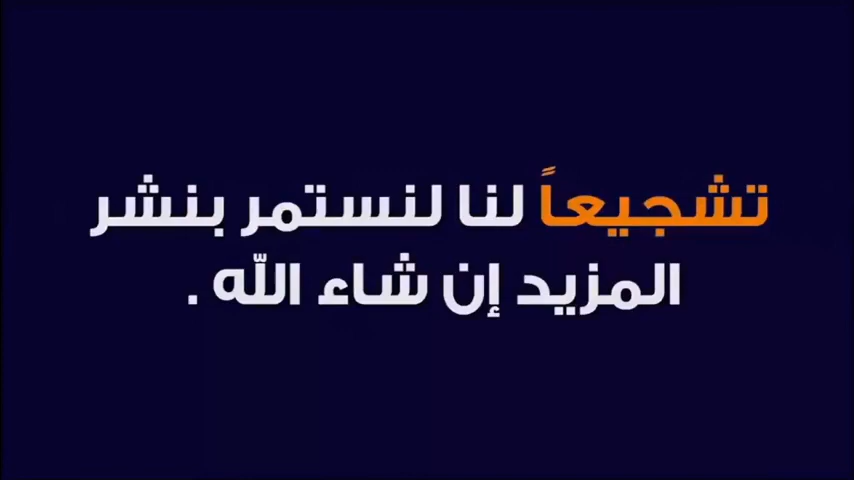 تشجيعاً لنا لنستمر بنشر
المزيد إن شاء الله .